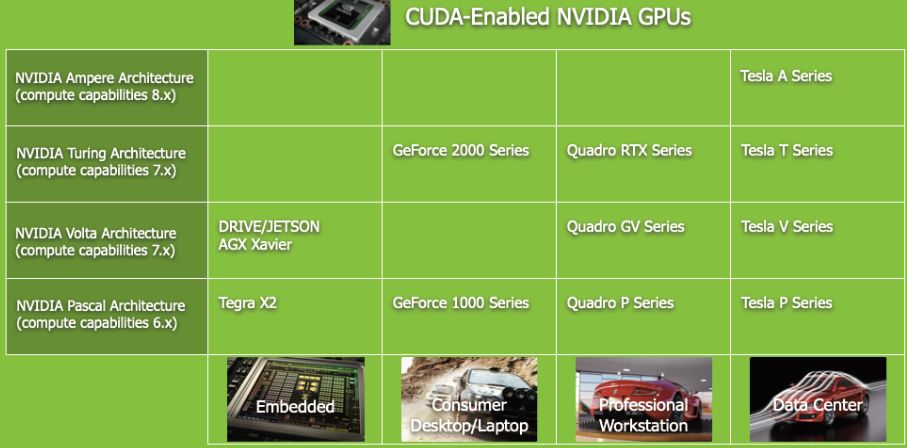 CUDA-Enabled NVIDIA GPUs
NVIDIA Ampere Architecture
(compute capabilities 8.x)
Tesla A Series
NVIDIA Turing Architecture
(compute capabilities 7.x)
GeForce 2000 Series
Quadro RTX Series
Tesla T Series
NVIDIA Volta Architecture
(compute capabilities 7.x)
DRIVE/JETSON
AGX Xavier
Quadro GV Series
Tesla V Series
NVIDIA Pascal Architecture
(compute capabilities 6.x)
Tegra X2
GeForce 1000 Series
Quadro P Series
Tesla P Series
Embedded
Consumer
Desktop/Laptop
Professional
Workstation
Data Center